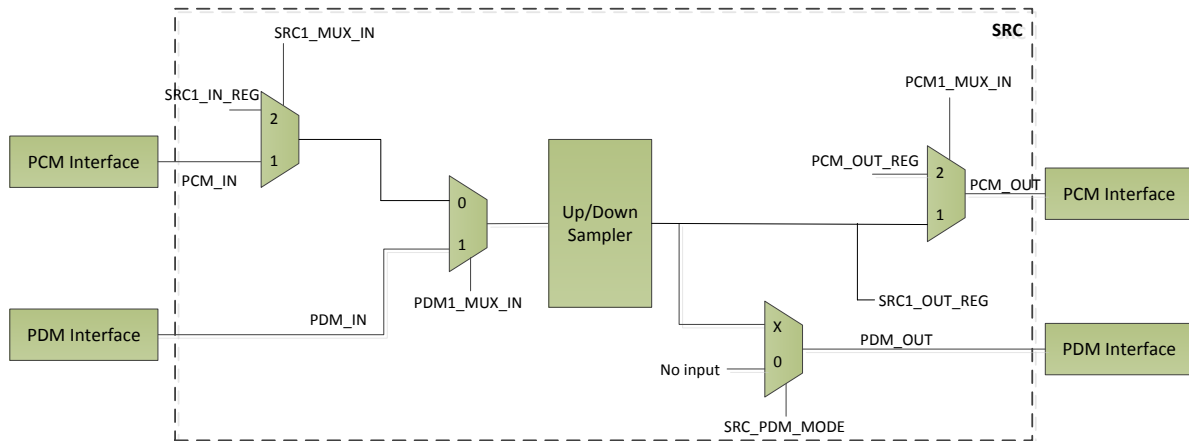 SRC
SRC1_MUX_IN
SRC1_IN_REG
2
1
PCM Interface
PCM_IN
0
1
PDM1_MUX_IN
PDM Interface
PDM_IN
Up/Down
Sampler
PCM1_MUX_IN
PCM_OUT_REG
2
1
PCM_OUT
PCM Interface
SRC1_OUT_REG
X
0
No input
PDM_OUT
PDM Interface
SRC_PDM_MODE